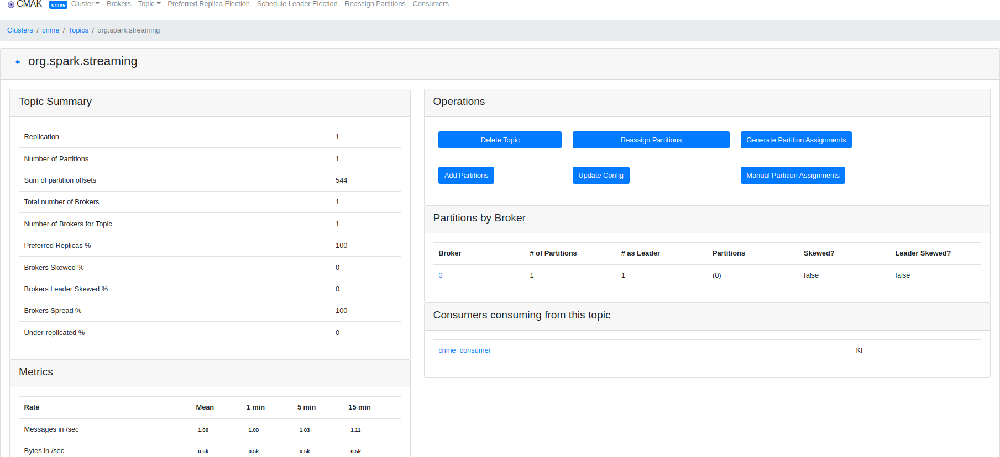 CMAK crime Cluster Brokers Topic Preferred Replica Election Schedule Leader Election Reassign Partitions Consumers
Clusters / crime / Topics / org.spark.streaming
org.spark.streaming
Topic Summary
Replication 1
Number of Partitions 1
Sum of partition offsets 544
Total number of Brokers 1
Number of Brokers for Topic 1
Preferred Replicas % 100
Brokers Skewed % 0
Brokers Leader Skewed % 0
Brokers Spread % 100
Under-replicated % 0
Metrics
Rate Mean 1 min 5 min 15 min
Messages in /sec 1.00 1.00 1.03 1.11
Bytes in /sec 0.5k 0.5k 0.5k 0.5k
Operations
Delete Topic Reassign Partitions Generate Partition Assignments
Add Partitions Update Config Manual Partition Assignments
Partitions by Broker
Broker # of Partitions # as Leader Partitions Skewed? Leader Skewed?
0 1 1 (0) false false
Consumers consuming from this topic
crime_consumer KF